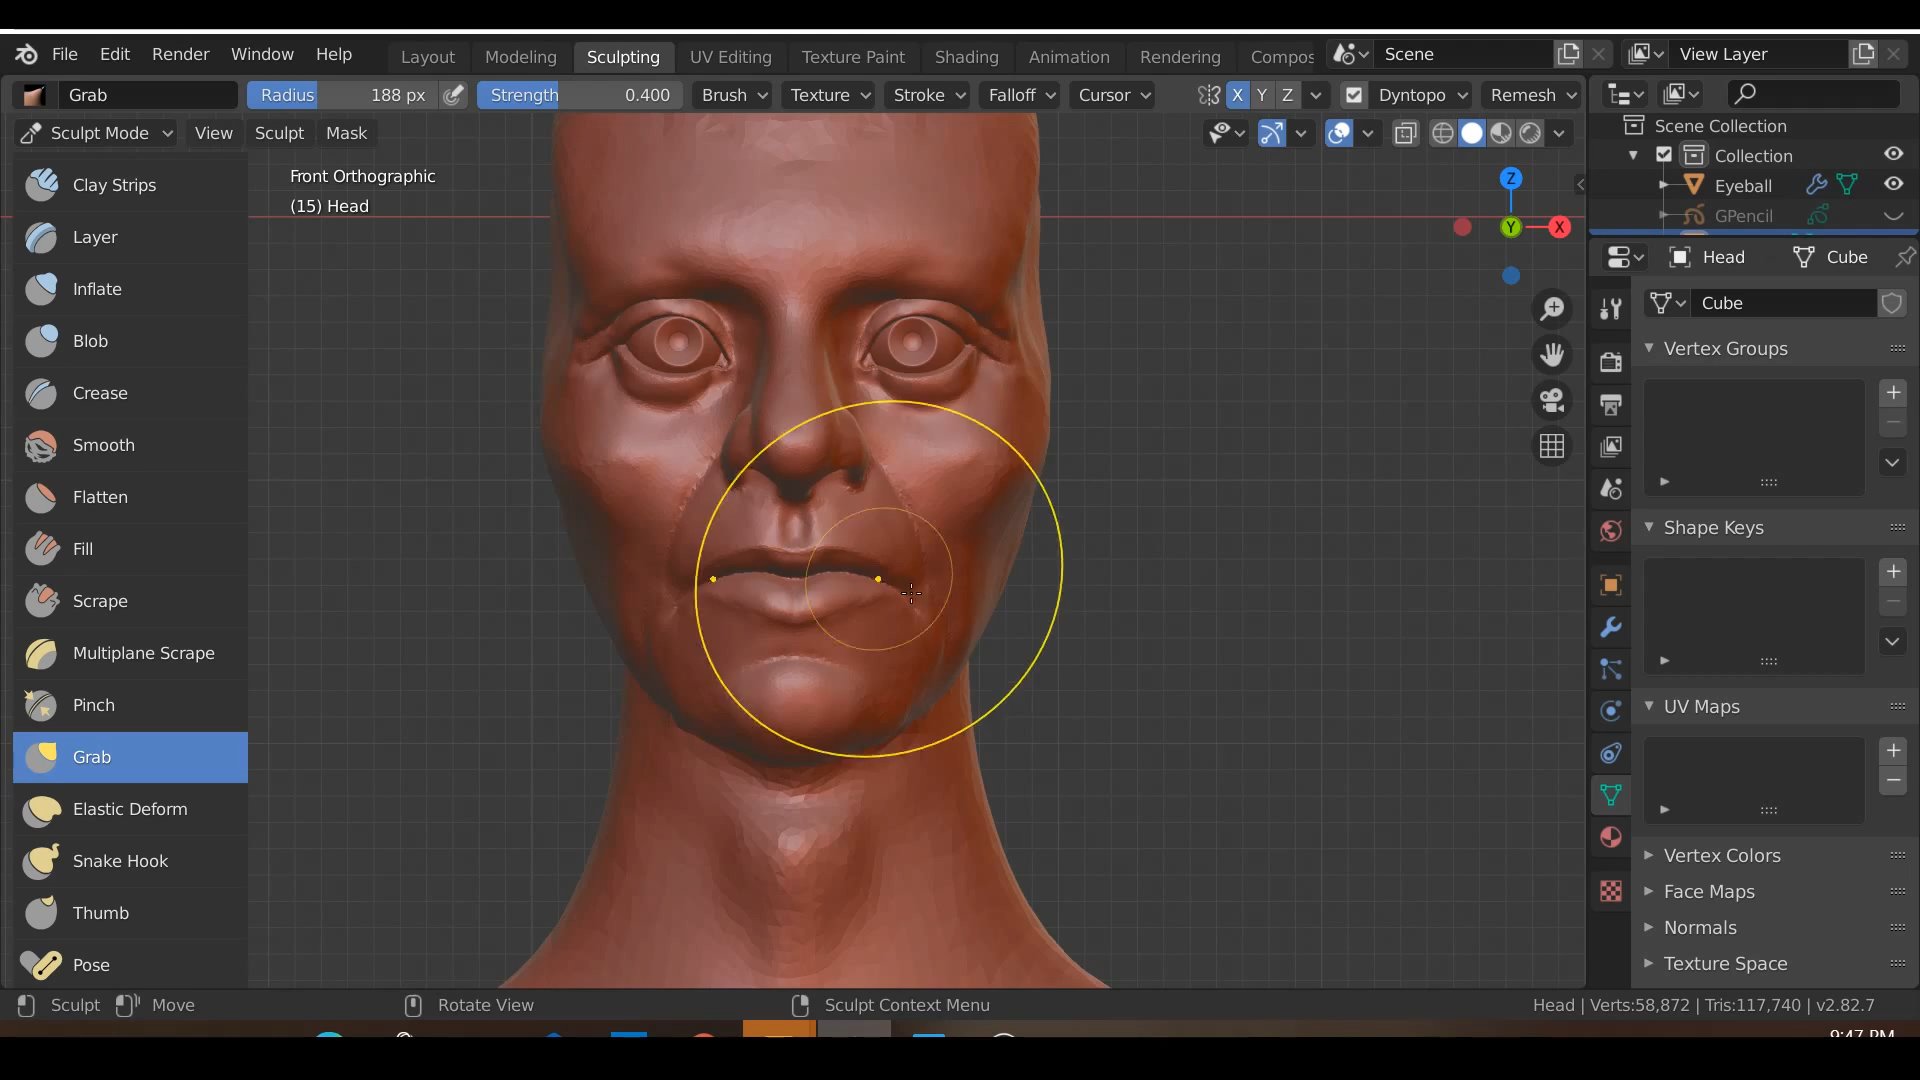 File Edit Render Window Help Layout Modeling Sculpting UV Editing Texture Paint Shading Animation Rendering Compos Scene View Layer
Grab Radius 188 px Strength 0.400 Brush Texture Stroke Falloff Cursor X Y Z Dyntopo Remesh
Sculpt Mode View Sculpt Mask
Scene Collection
Collection
Eyeball
GPencil
Front Orthographic
(15) Head
Z
Y
X
Clay Strips
Layer
Inflate
Blob
Crease
Smooth
Flatten
Fill
Scrape
Multiplane Scrape
Pinch
Grab
Elastic Deform
Snake Hook
Thumb
Pose
Head Cube
Cube
Vertex Groups
Shape Keys
UV Maps
Vertex Colors
Face Maps
Normals
Texture Space
Sculpt Move Rotate View Sculpt Context Menu Head | Verts:58,872 | Tris:117,740 | v2.82.7
9:47 PM